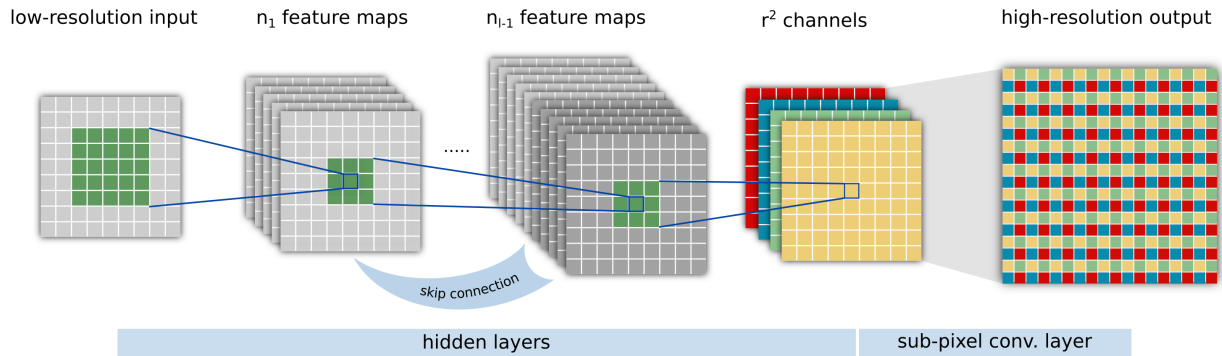 low-resolution input
n₁ feature maps
nₗ₋₁ feature maps
r² channels
high-resolution output
.....
skip connection
hidden layers
sub-pixel conv. layer